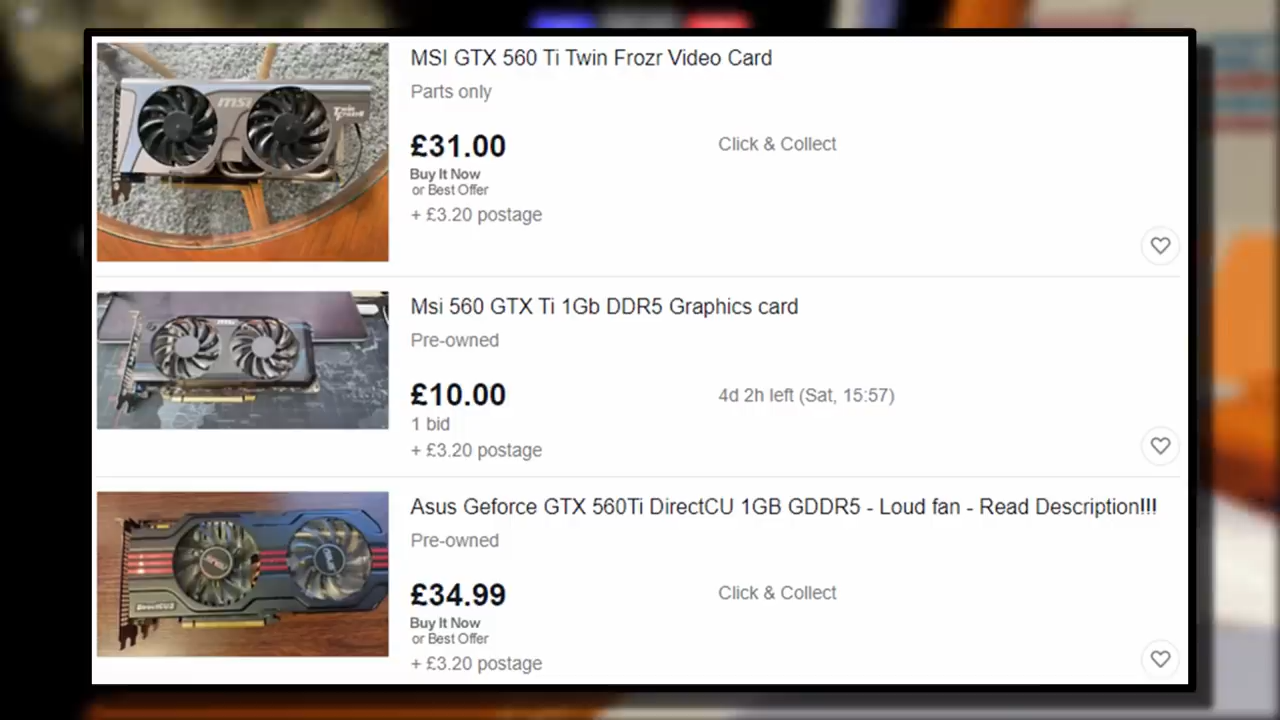 MSI GTX 560 Ti Twin Frozr Video Card
Parts only
£31.00
Click & Collect
Buy It Now
or Best Offer
+ £3.20 postage
msi
Msi 560 GTX Ti 1Gb DDR5 Graphics card
Pre-owned
£10.00
4d 2h left (Sat, 15:57)
1 bid
+ £3.20 postage
Asus Geforce GTX 560Ti DirectCU 1GB GDDR5 - Loud fan - Read Description!!!
Pre-owned
£34.99
Click & Collect
Buy It Now
or Best Offer
+ £3.20 postage
DirectCU